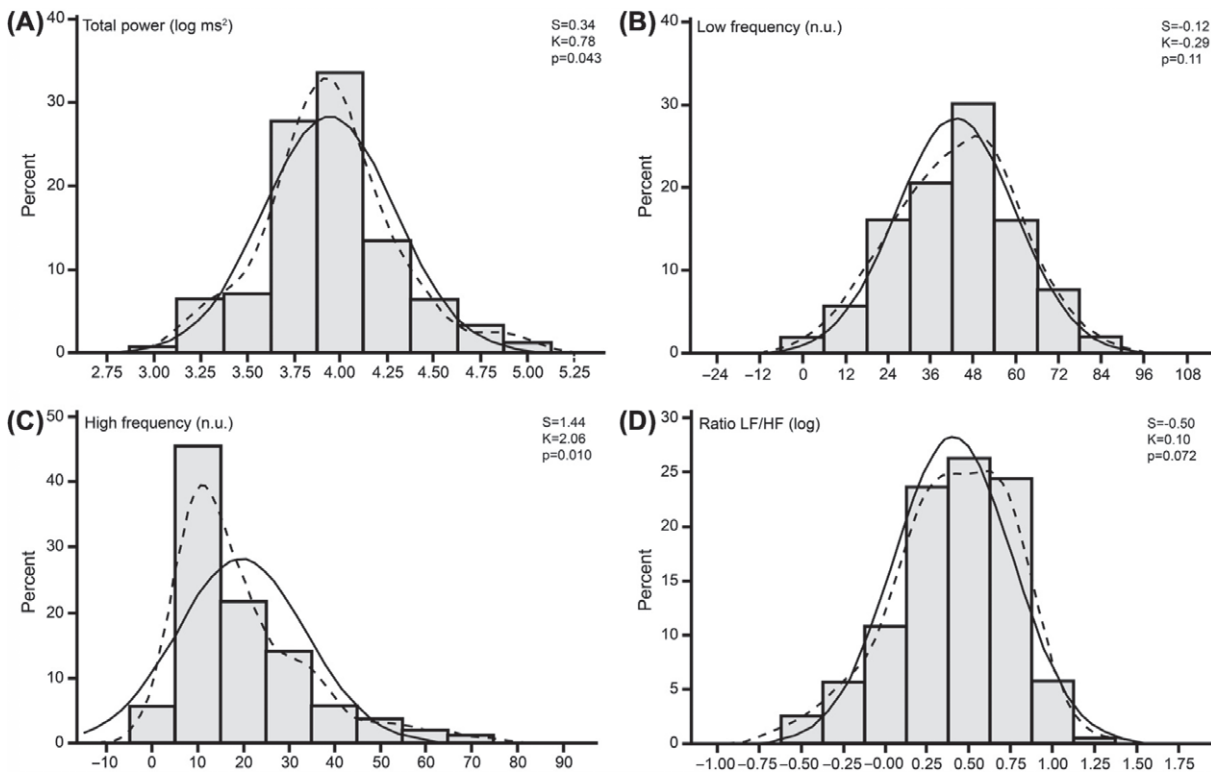 (A) Total power (log ms²)
S=0.34
K=0.78
p=0.043
Percent
40
30
20
10
0
2.75 3.00 3.25 3.50 3.75 4.00 4.25 4.50 4.75 5.00 5.25
(B) Low frequency (n.u.)
S=-0.12
K=-0.29
p=0.11
Percent
40
30
20
10
0
−24 −12 0 12 24 36 48 60 72 84 96 108
(C) High frequency (n.u.)
S=1.44
K=2.06
p=0.010
Percent
50
40
30
20
10
0
−10 0 10 20 30 40 50 60 70 80 90
(D) Ratio LF/HF (log)
S=-0.50
K=0.10
p=0.072
Percent
30
25
20
15
10
5
0
−1.00 -0.75 -0.50 -0.25 -0.00 0.25 0.50 0.75 1.00 1.25 1.50 1.75